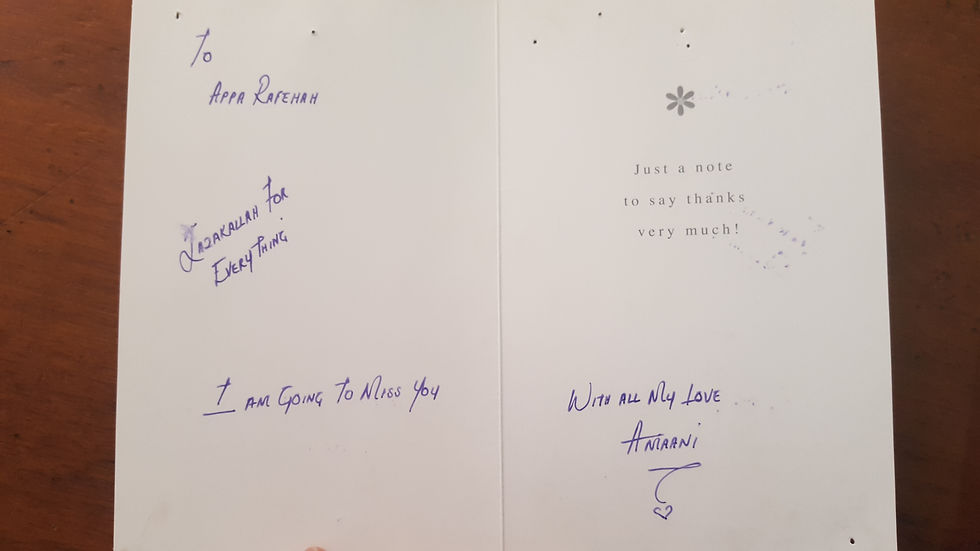 To
APPA RAFEHAH
JAZAKALLAH FOR
EVERYTHING
I AM GOING TO MISS YOU
Just a note
to say thanks
very much!
WITH ALL MY LOVE
AMAANI